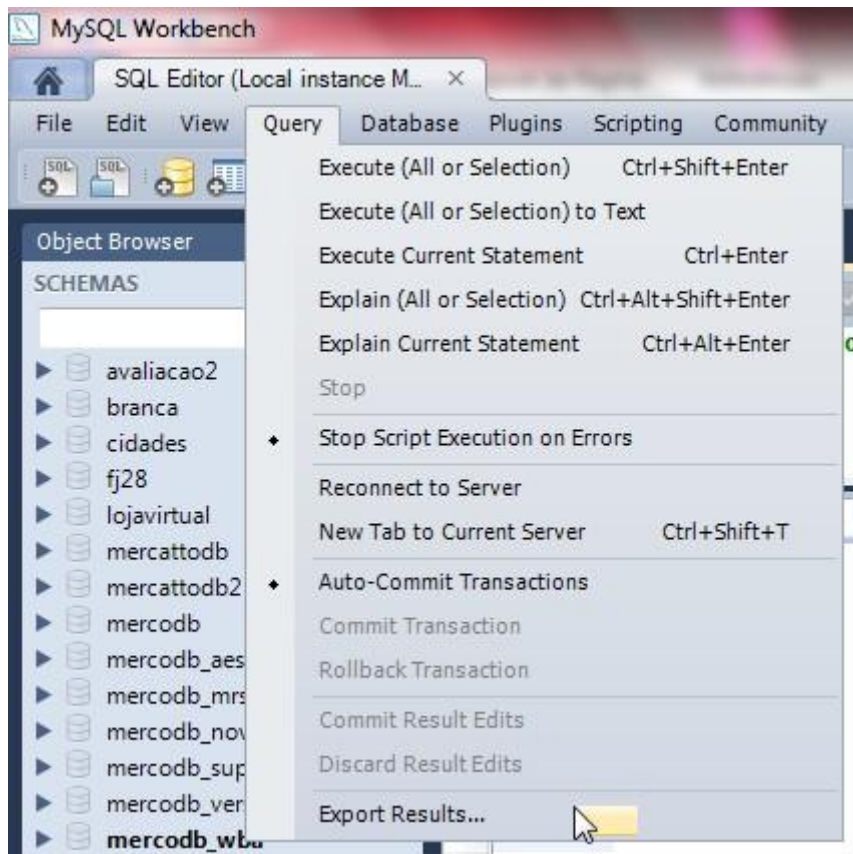 MySQL Workbench
SQL Editor (Local instance M... ×
File Edit View Query Database Plugins Scripting Community
SQL SQL
Execute (All or Selection) Ctrl+Shift+Enter
Execute (All or Selection) to Text
Object Browser
Execute Current Statement Ctrl+Enter
SCHEMAS
Explain (All or Selection) Ctrl+Alt+Shift+Enter
Explain Current Statement Ctrl+Alt+Enter
avaliacao2
Stop
branca
cidades
Stop Script Execution on Errors
fj28
Reconnect to Server
lojavirtual
New Tab to Current Server Ctrl+Shift+T
mercattodb
mercattodb2
Auto-Commit Transactions
mercodb
Commit Transaction
mercodb_aes
Rollback Transaction
mercodb_mrs
Commit Result Edits
mercodb_nov
Discard Result Edits
mercodb_sup
mercodb_ver
Export Results...
mercodb_wba